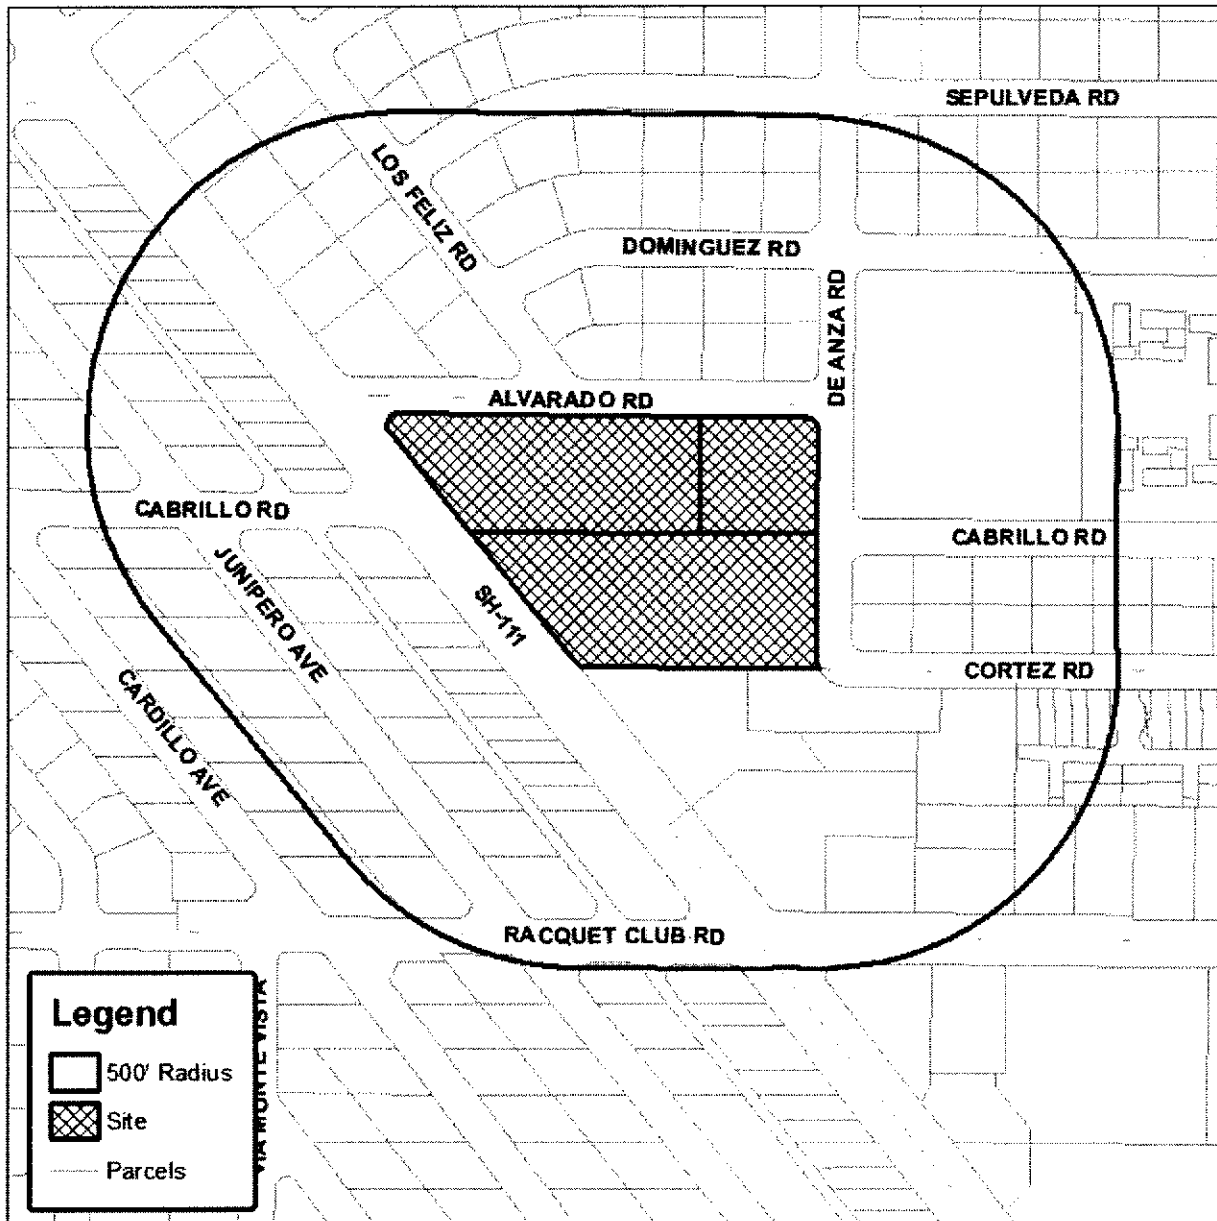 SEPULVEDA RD
LOS FELIZ RD
DOMINGUEZ RD
DE ANZA RD
ALVARADO RD
CABRILLO RD
CABRILLO RD
JUNIPERO AVE
SH-111
CORTEZ RD
CARDILLO AVE
RACQUET CLUB RD
VIA MONTE VISTA
Legend
500' Radius
Site
Parcels